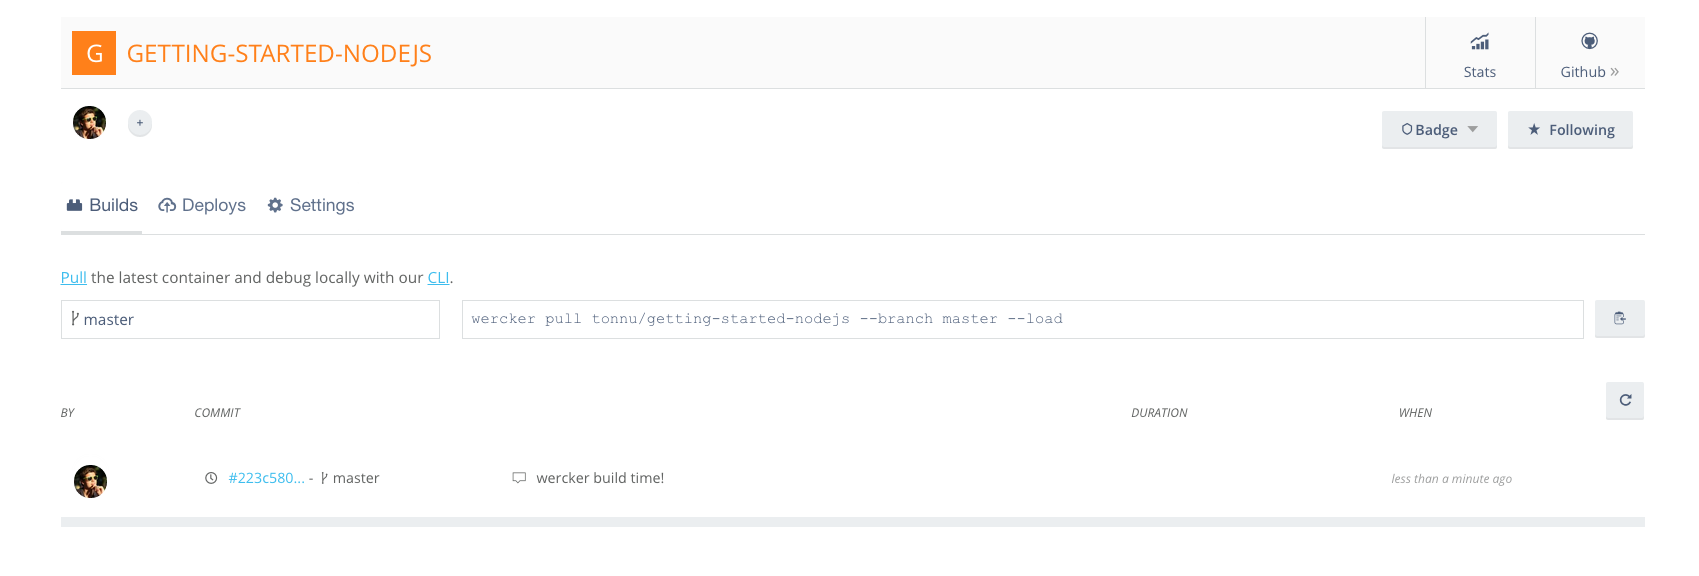 G GETTING-STARTED-NODEJS
Stats
Github »
+
Badge
Following
Builds Deploys Settings
Pull the latest container and debug locally with our CLI.
master
wercker pull tonnu/getting-started-nodejs --branch master --load
BY COMMIT DURATION WHEN
#223c580... - master wercker build time! less than a minute ago